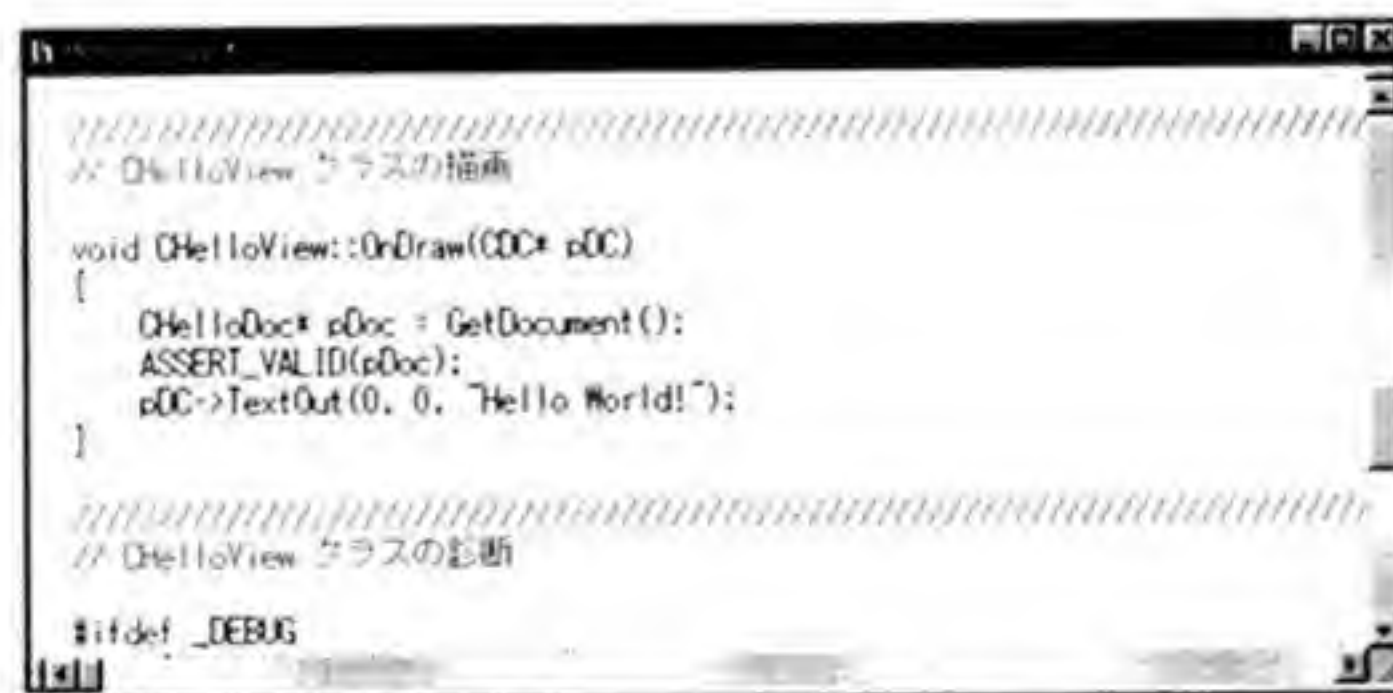 /////////////////////////////////////////////////////////////////////////////
// CHelloView クラスの描画
void CHelloView::OnDraw(CDC* pDC)
{
CHelloDoc* pDoc = GetDocument();
ASSERT_VALID(pDoc);
pDC->TextOut(0, 0, "Hello World!");
}
/////////////////////////////////////////////////////////////////////////////
// CHelloView クラスの診断
#ifdef _DEBUG